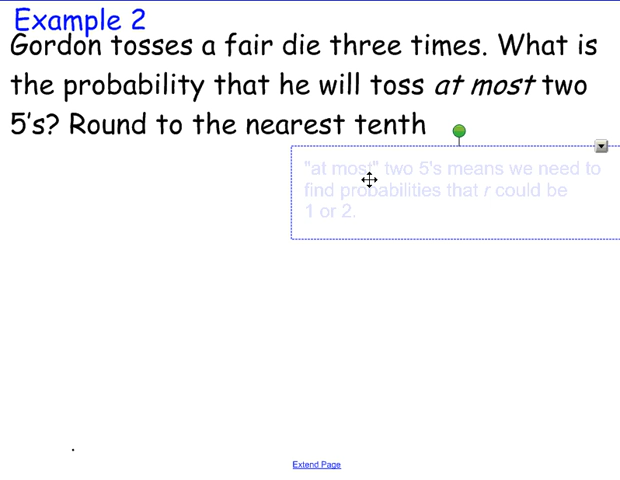 Example 2
Gordon tosses a fair die three times. What is
the probability that he will toss at most two
5's? Round to the nearest tenth
"at most" two 5's means we need to
find probabilities that r could be
1 or 2.
Extend Page